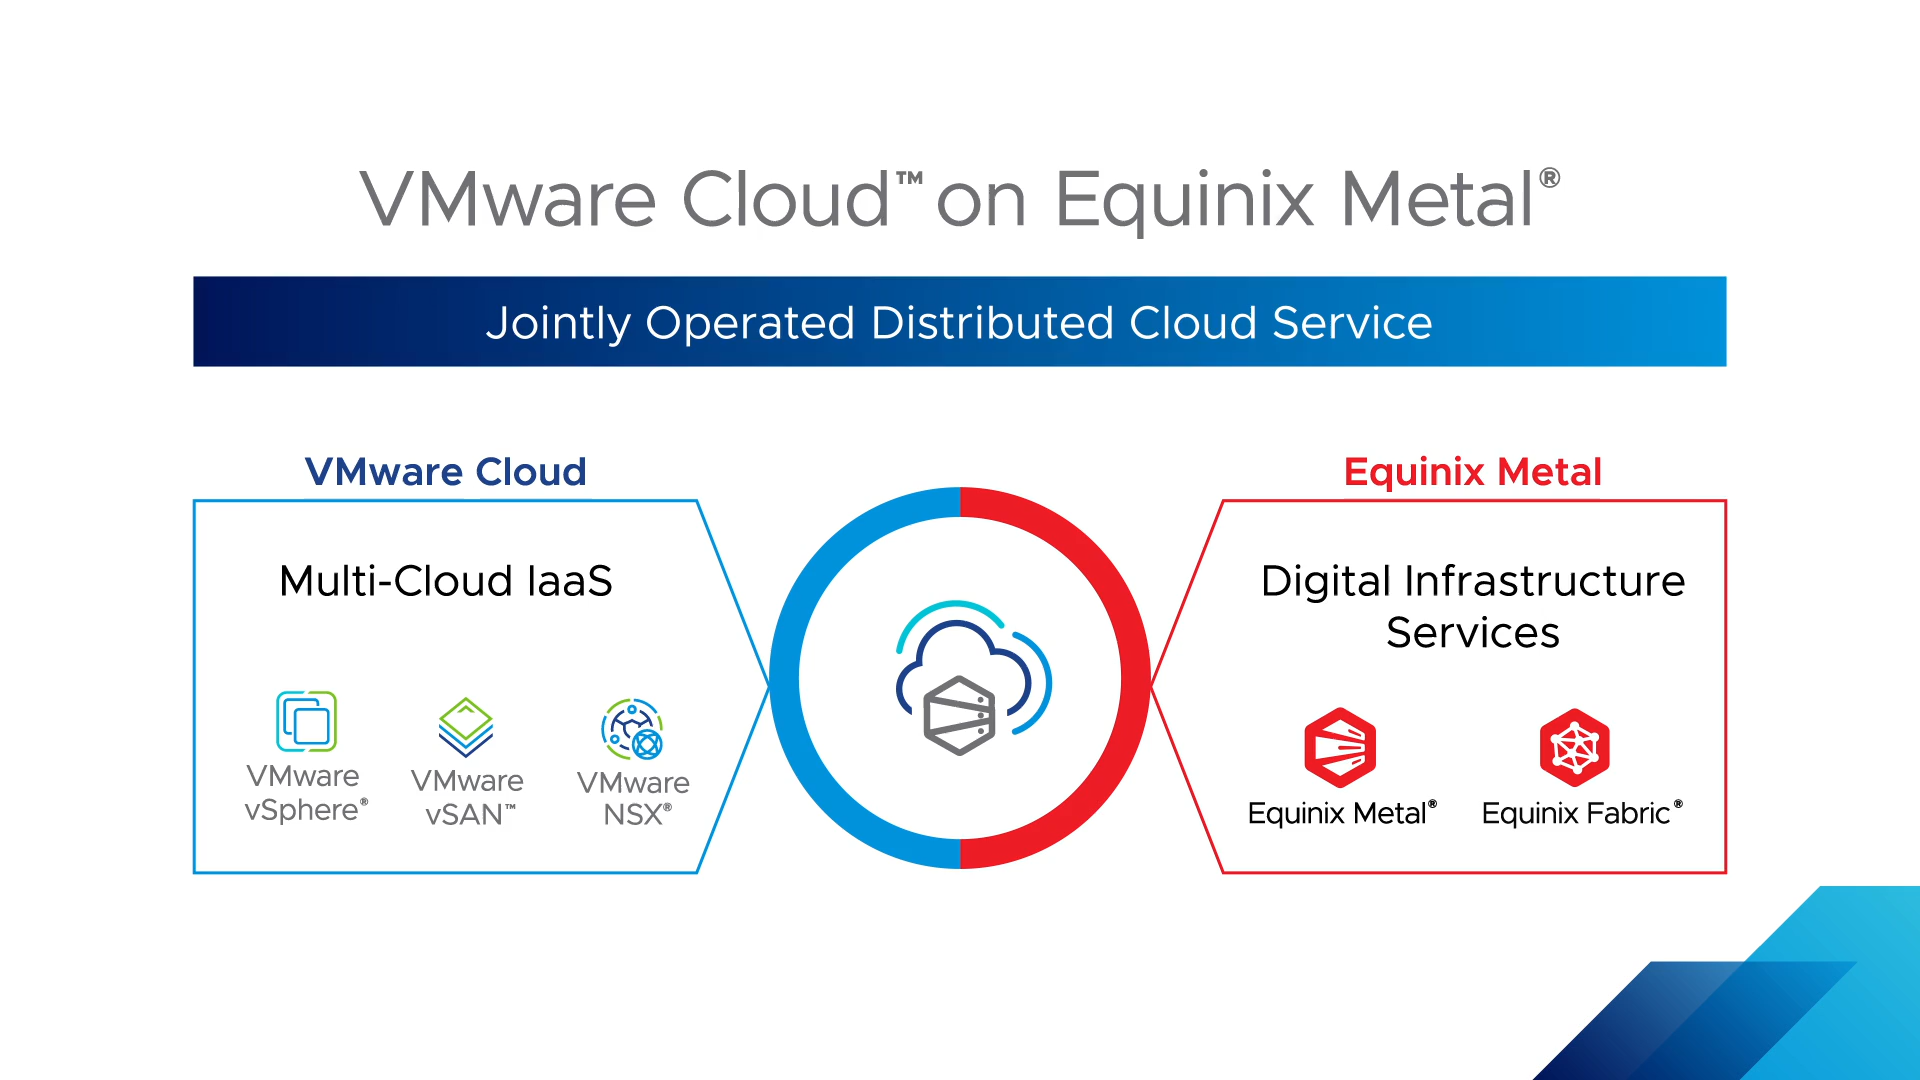 VMware Cloud™ on Equinix Metal®
Jointly Operated Distributed Cloud Service
VMware Cloud
Multi-Cloud IaaS
VMware
vSphere®
VMware
vSAN™
VMware
NSX®
Equinix Metal
Digital Infrastructure
Services
Equinix Metal®
Equinix Fabric®